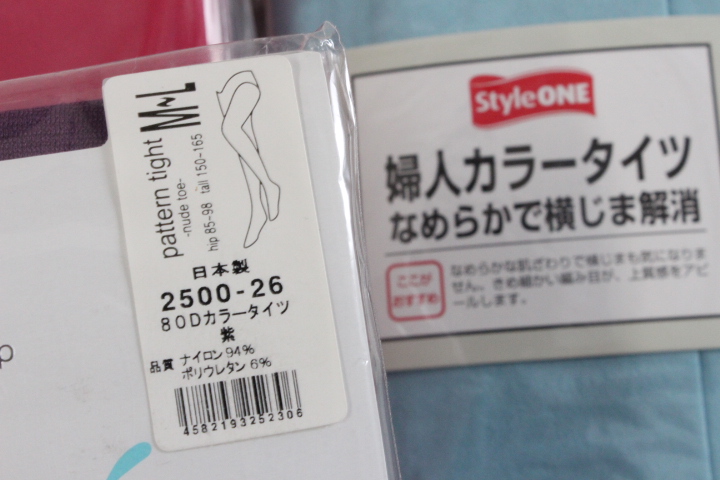 M~L
pattern tight
-nude toe-
hip 85-98 tall 150-165
日本製
2500-26
80Dカラータイツ
紫
品質 ナイロン 94%
ポリウレタン 6%
4582193252306
p
StyleONE
婦人カラータイツ
なめらかで横じま解消
ここが
おすすめ
なめらかな肌ざわりで横じまも気になりま
せん。きめ細かい編み目が、上質感をアピ
ールします。